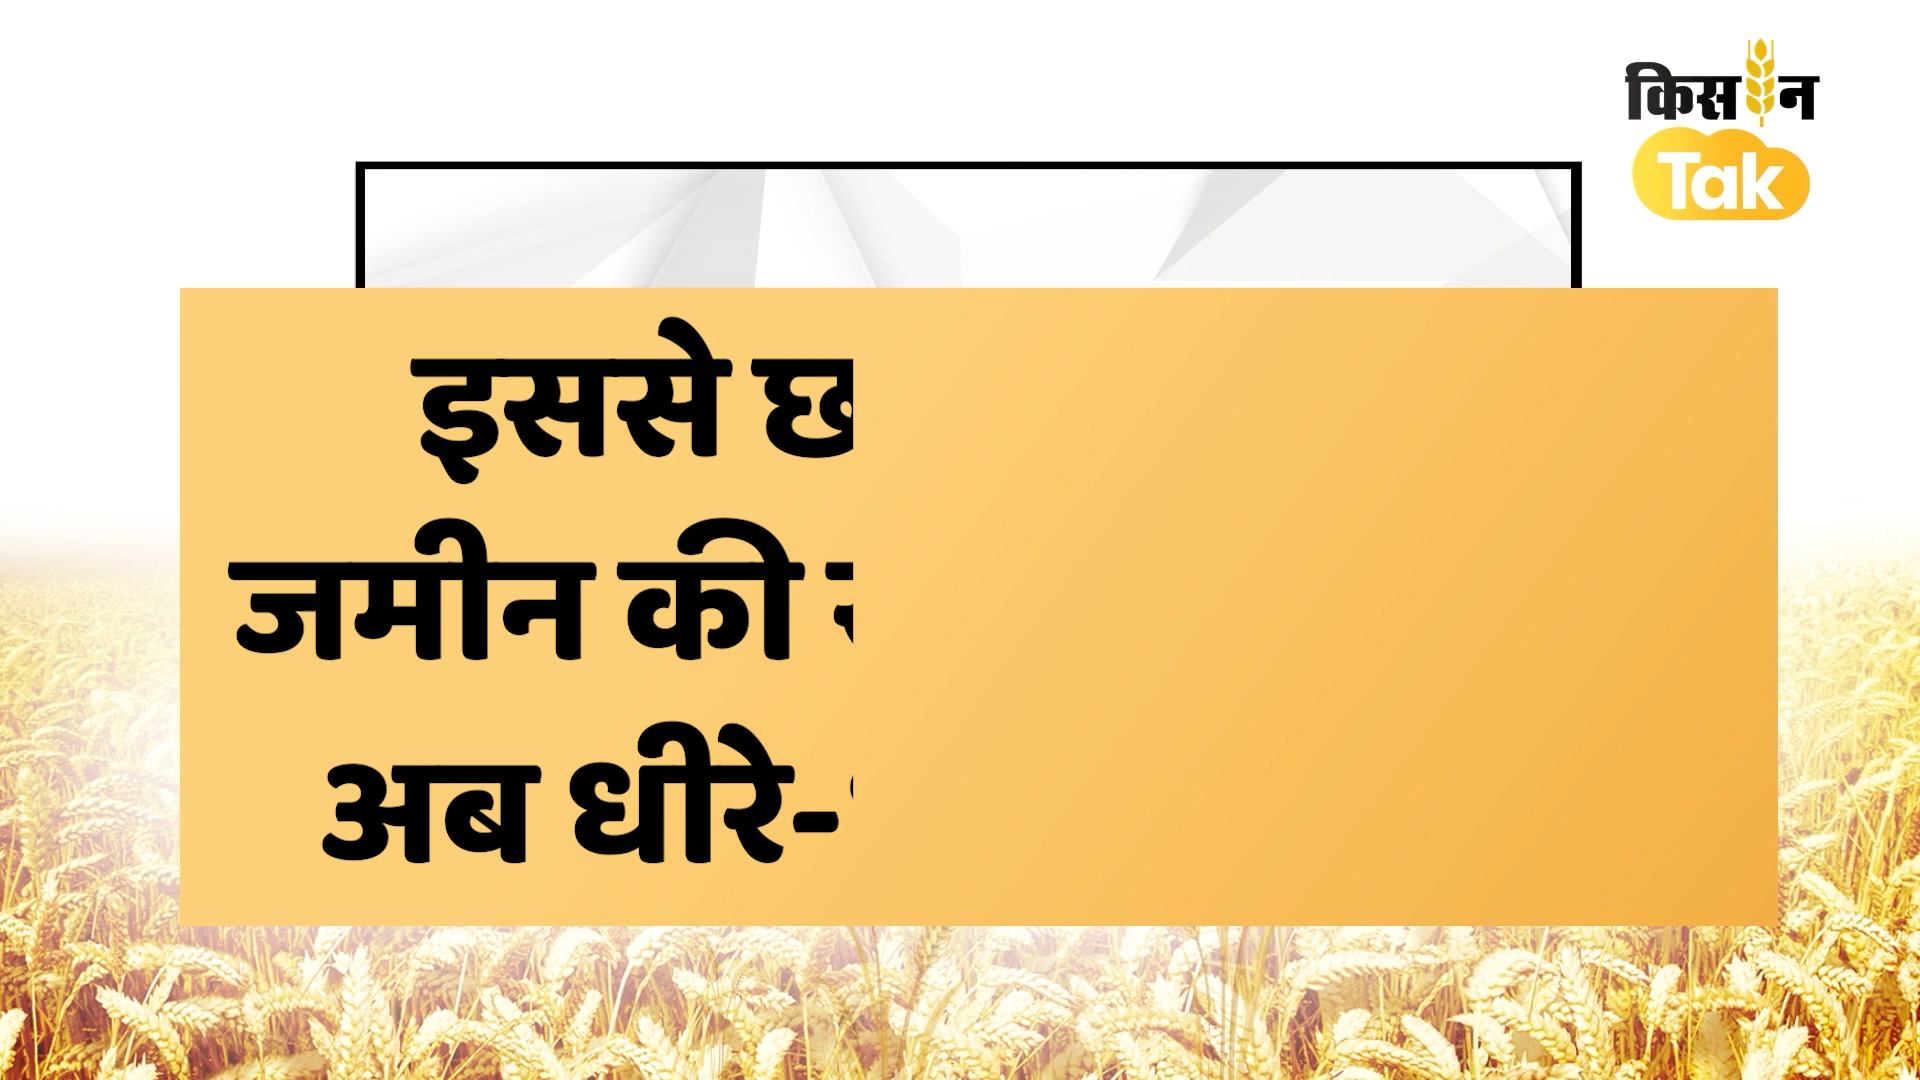 किसान
Tak
इससे
जमीन की
अब धीरे-